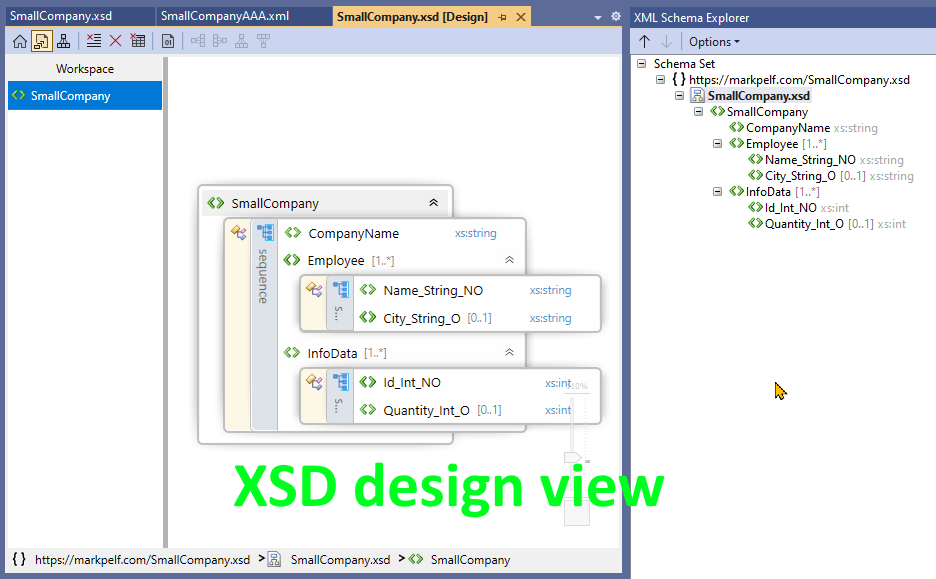 SmallCompany.xsd
SmallCompanyAAA.xml
SmallCompany.xsd [Design]
XML Schema Explorer
Options
Workspace
SmallCompany
SmallCompany
sequence
CompanyName xs:string
Employee [1..*]
S...
Name_String_NO xs:string
City_String_O [0..1] xs:string
InfoData [1..*]
S...
Id_Int_NO xs:int
Quantity_Int_O [0..1] xs:int
XSD design view
{ } https://markpelf.com/SmallCompany.xsd > SmallCompany.xsd > SmallCompany
Schema Set
{ } https://markpelf.com/SmallCompany.xsd
SmallCompany.xsd
SmallCompany
CompanyName xs:string
Employee [1..*]
Name_String_NO xs:string
City_String_O [0..1] xs:string
InfoData [1..*]
Id_Int_NO xs:int
Quantity_Int_O [0..1] xs:int